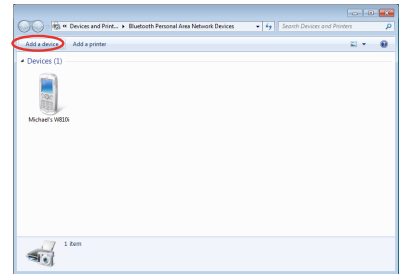 « Devices and Print... ▸ Bluetooth Personal Area Network Devices
Search Devices and Printers
Add a device
Add a printer
Devices (1)
Michael's W810i
1 item